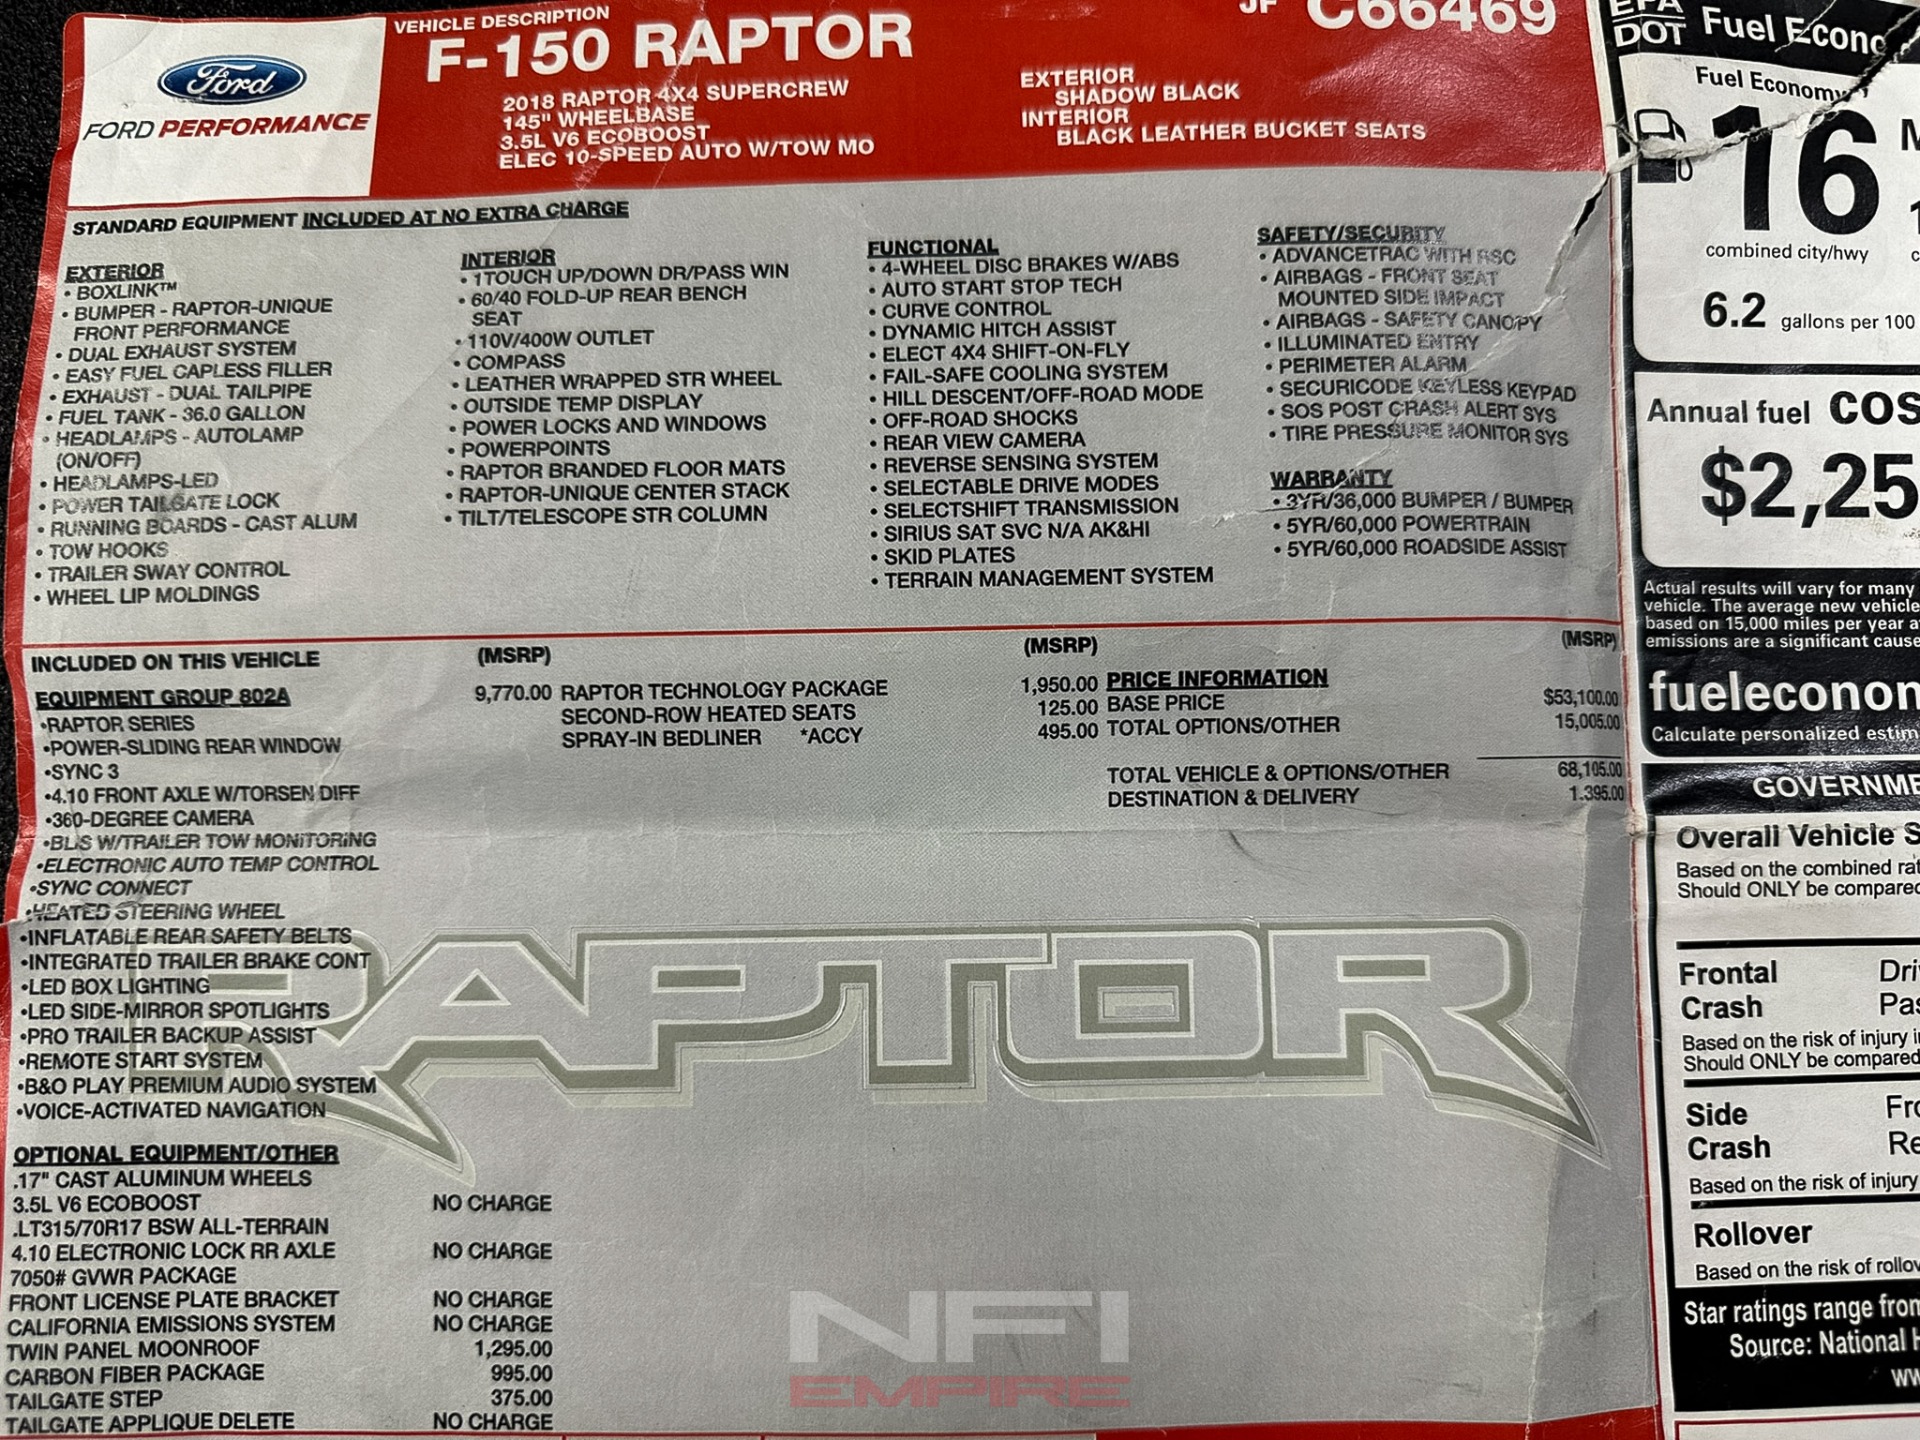 Ford
FORD PERFORMANCE
VEHICLE DESCRIPTION
F-150 RAPTOR
2018 RAPTOR 4X4 SUPERCREW
145" WHEELBASE
3.5L V6 ECOBOOST
ELEC 10-SPEED AUTO W/TOW MO
JF C66469
EXTERIOR
SHADOW BLACK
INTERIOR
BLACK LEATHER BUCKET SEATS
STANDARD EQUIPMENT INCLUDED AT NO EXTRA CHARGE
EXTERIOR
• BOXLINK™
• BUMPER - RAPTOR-UNIQUE
FRONT PERFORMANCE
• DUAL EXHAUST SYSTEM
• EASY FUEL CAPLESS FILLER
• EXHAUST - DUAL TAILPIPE
• FUEL TANK - 36.0 GALLON
• HEADLAMPS - AUTOLAMP
(ON/OFF)
• HEADLAMPS-LED
• POWER TAILGATE LOCK
• RUNNING BOARDS - CAST ALUM
• TOW HOOKS
• TRAILER SWAY CONTROL
• WHEEL LIP MOLDINGS
INTERIOR
• 1TOUCH UP/DOWN DR/PASS WIN
• 60/40 FOLD-UP REAR BENCH
SEAT
• 110V/400W OUTLET
• COMPASS
• LEATHER WRAPPED STR WHEEL
• OUTSIDE TEMP DISPLAY
• POWER LOCKS AND WINDOWS
• POWERPOINTS
• RAPTOR BRANDED FLOOR MATS
• RAPTOR-UNIQUE CENTER STACK
• TILT/TELESCOPE STR COLUMN
FUNCTIONAL
• 4-WHEEL DISC BRAKES W/ABS
• AUTO START STOP TECH
• CURVE CONTROL
• DYNAMIC HITCH ASSIST
• ELECT 4X4 SHIFT-ON-FLY
• FAIL-SAFE COOLING SYSTEM
• HILL DESCENT/OFF-ROAD MODE
• OFF-ROAD SHOCKS
• REAR VIEW CAMERA
• REVERSE SENSING SYSTEM
• SELECTABLE DRIVE MODES
• SELECTSHIFT TRANSMISSION
• SIRIUS SAT SVC N/A AK&HI
• SKID PLATES
• TERRAIN MANAGEMENT SYSTEM
SAFETY/SECURITY
• ADVANCETRAC WITH RSC
• AIRBAGS - FRONT SEAT
MOUNTED SIDE IMPACT
• AIRBAGS - SAFETY CANOPY
• ILLUMINATED ENTRY
• PERIMETER ALARM
• SECURICODE KEYLESS KEYPAD
• SOS POST CRASH ALERT SYS
• TIRE PRESSURE MONITOR SYS
WARRANTY
• 3YR/36,000 BUMPER / BUMPER
• 5YR/60,000 POWERTRAIN
• 5YR/60,000 ROADSIDE ASSIST
INCLUDED ON THIS VEHICLE (MSRP)
EQUIPMENT GROUP 802A 9,770.00
•RAPTOR SERIES
•POWER-SLIDING REAR WINDOW
•SYNC 3
•4.10 FRONT AXLE W/TORSEN DIFF
•360-DEGREE CAMERA
•BLIS W/TRAILER TOW MONITORING
•ELECTRONIC AUTO TEMP CONTROL
•SYNC CONNECT
•HEATED STEERING WHEEL
•INFLATABLE REAR SAFETY BELTS
•INTEGRATED TRAILER BRAKE CONT
•LED BOX LIGHTING
•LED SIDE-MIRROR SPOTLIGHTS
•PRO TRAILER BACKUP ASSIST
•REMOTE START SYSTEM
•B&O PLAY PREMIUM AUDIO SYSTEM
•VOICE-ACTIVATED NAVIGATION
OPTIONAL EQUIPMENT/OTHER
.17" CAST ALUMINUM WHEELS
3.5L V6 ECOBOOST NO CHARGE
.LT315/70R17 BSW ALL-TERRAIN
4.10 ELECTRONIC LOCK RR AXLE NO CHARGE
7050# GVWR PACKAGE
FRONT LICENSE PLATE BRACKET NO CHARGE
CALIFORNIA EMISSIONS SYSTEM NO CHARGE
TWIN PANEL MOONROOF 1,295.00
CARBON FIBER PACKAGE 995.00
TAILGATE STEP 375.00
TAILGATE APPLIQUE DELETE NO CHARGE
(MSRP)
RAPTOR TECHNOLOGY PACKAGE 1,950.00
SECOND-ROW HEATED SEATS 125.00
SPRAY-IN BEDLINER *ACCY 495.00
(MSRP)
PRICE INFORMATION
BASE PRICE $53,100.00
TOTAL OPTIONS/OTHER 15,005.00
TOTAL VEHICLE & OPTIONS/OTHER 68,105.00
DESTINATION & DELIVERY 1,395.00
RAPTOR
NFI
EMPIRE
EPA
DOT Fuel Econo
Fuel Economy
16
combined city/hwy
6.2 gallons per 100
Annual fuel COS
$2,25
Actual results will vary for many
vehicle. The average new vehicle
based on 15,000 miles per year a
emissions are a significant cause
fueleconon
Calculate personalized estim
GOVERNME
Overall Vehicle S
Based on the combined rat
Should ONLY be compared
Frontal Dri
Crash Pas
Based on the risk of injury i
Should ONLY be compared
Side Fro
Crash Re
Based on the risk of injury
Rollover
Based on the risk of rollov
Star ratings range from
Source: National H
ww